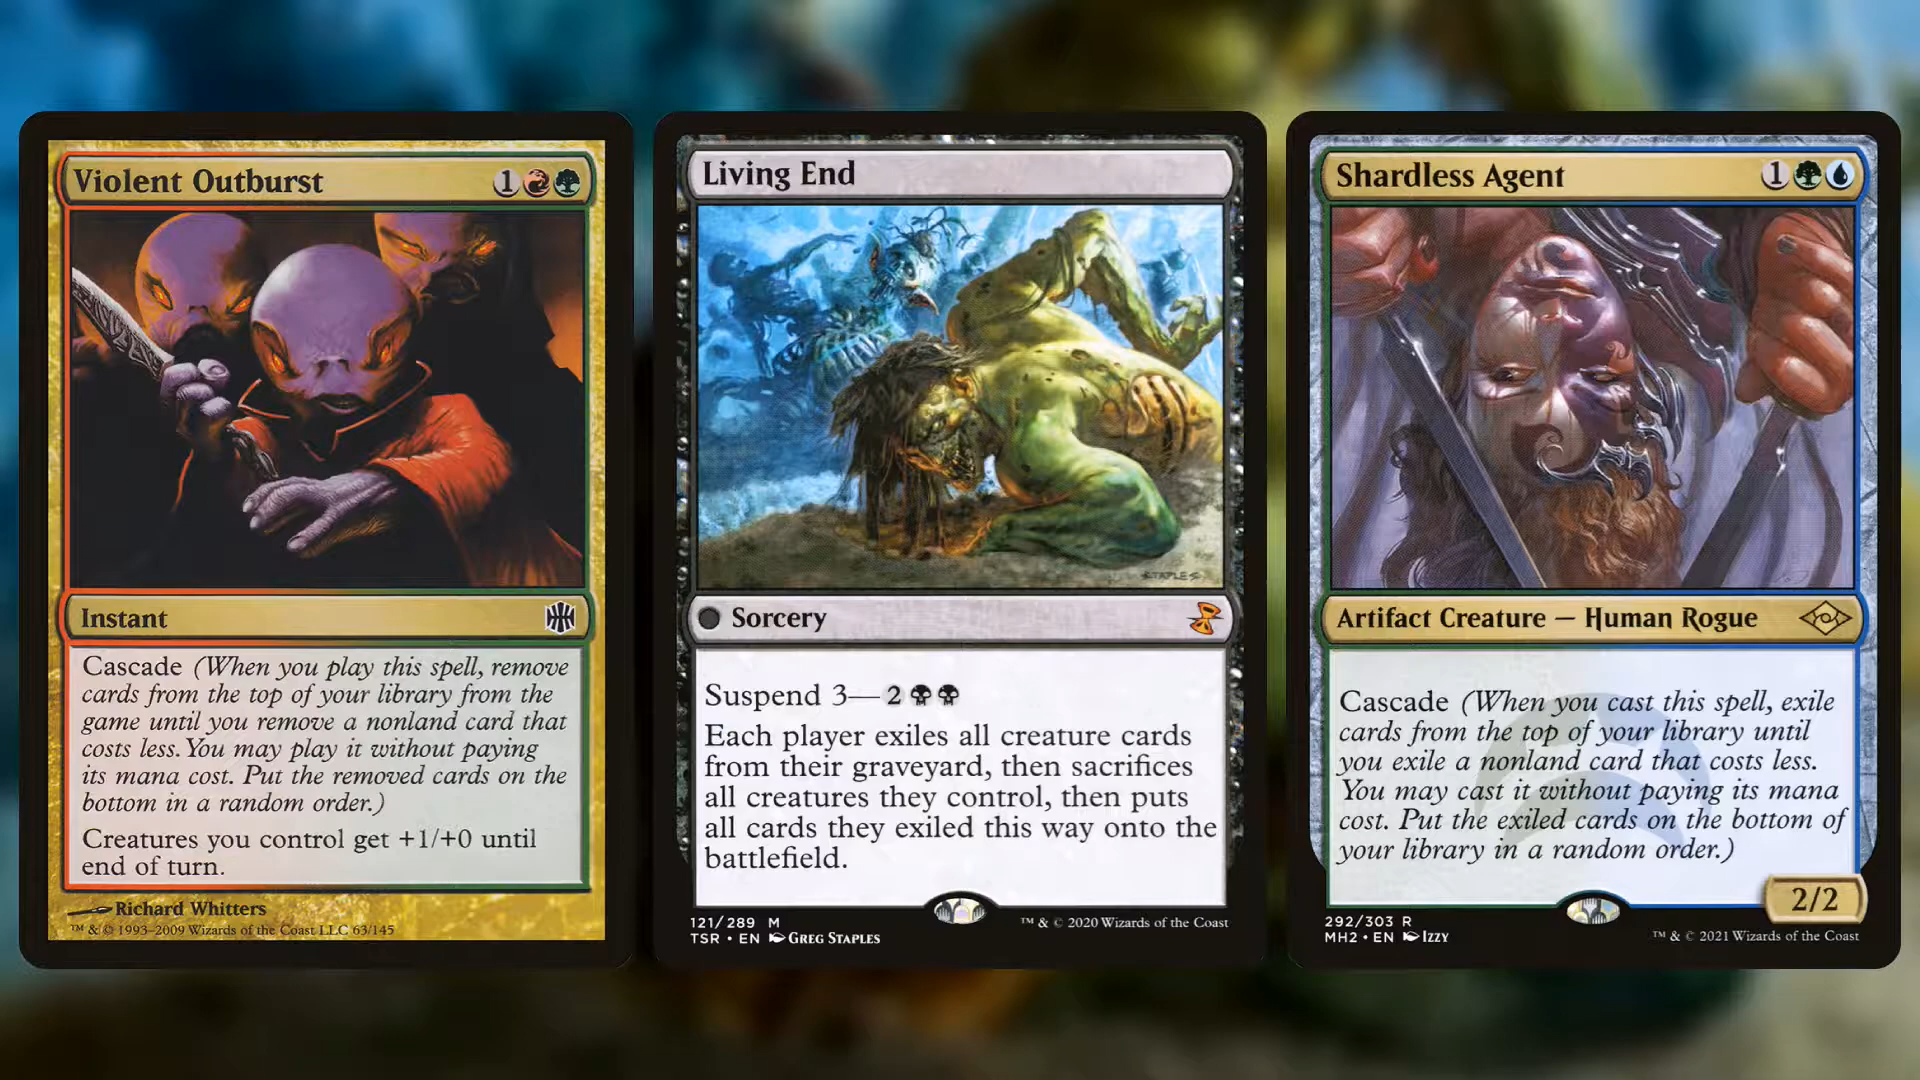 Violent Outburst 1
Instant
Cascade (When you play this spell, remove
cards from the top of your library from the
game until you remove a nonland card that
costs less. You may play it without paying
its mana cost. Put the removed cards on the
bottom in a random order.)
Creatures you control get +1/+0 until
end of turn.
Richard Whitters
™ & © 1993–2009 Wizards of the Coast LLC 63/145
Living End
STAPLES
Sorcery
Suspend 3—2
Each player exiles all creature cards
from their graveyard, then sacrifices
all creatures they control, then puts
all cards they exiled this way onto the
battlefield.
121/289 M
TSR • EN GREG STAPLES
™ & © 2020 Wizards of the Coast
Shardless Agent 1
Artifact Creature — Human Rogue
Cascade (When you cast this spell, exile
cards from the top of your library until
you exile a nonland card that costs less.
You may cast it without paying its mana
cost. Put the exiled cards on the bottom of
your library in a random order.)
2/2
292/303 R
MH2 • EN IZZY
™ & © 2021 Wizards of the Coast